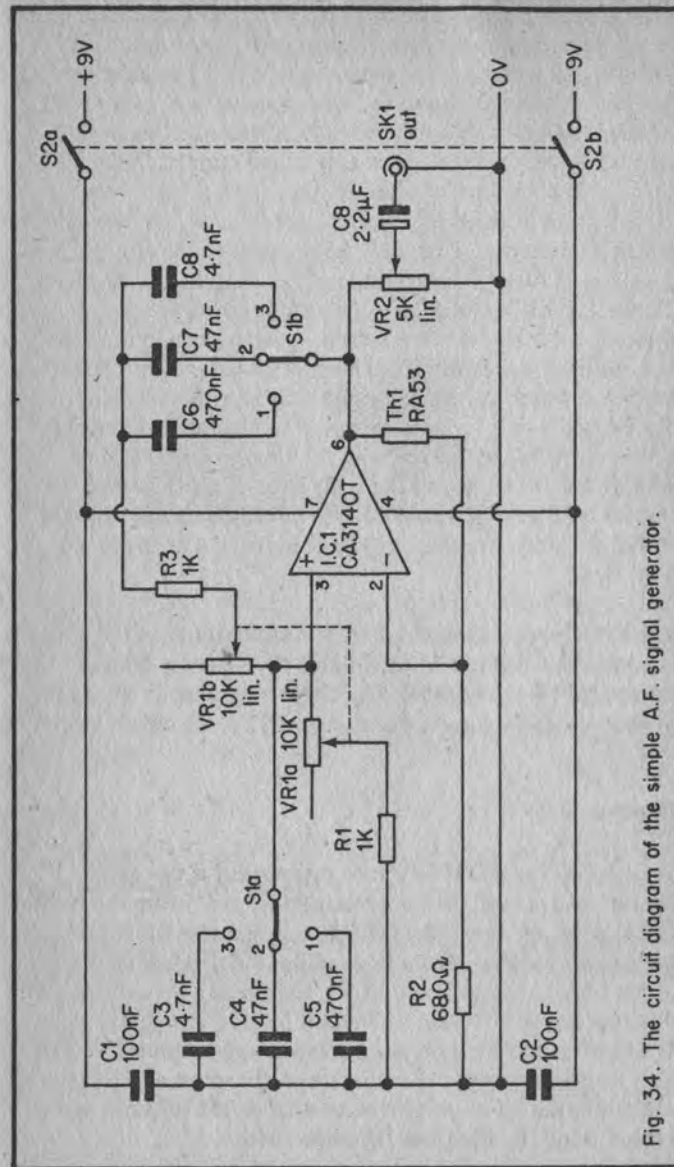 S2a
+9V
C8
4·7nF
C7
47nF
C6
470nF
3
2
1
S1b
R3
1K
VR1b
10K
lin.
C1
100nF
C3
4·7nF
C4
47nF
C5
470nF
3
2
1
S1a
VR1a
10K
lin.
R1
1K
3
+
2
−
7
I.C.1
CA3140T
6
4
Th1
RA53
VR2
5K
lin.
C8
2·2µF
SK1
out
R2
680Ω
0V
C2
100nF
S2b
−9V
Fig. 34. The circuit diagram of the simple A.F. signal generator.